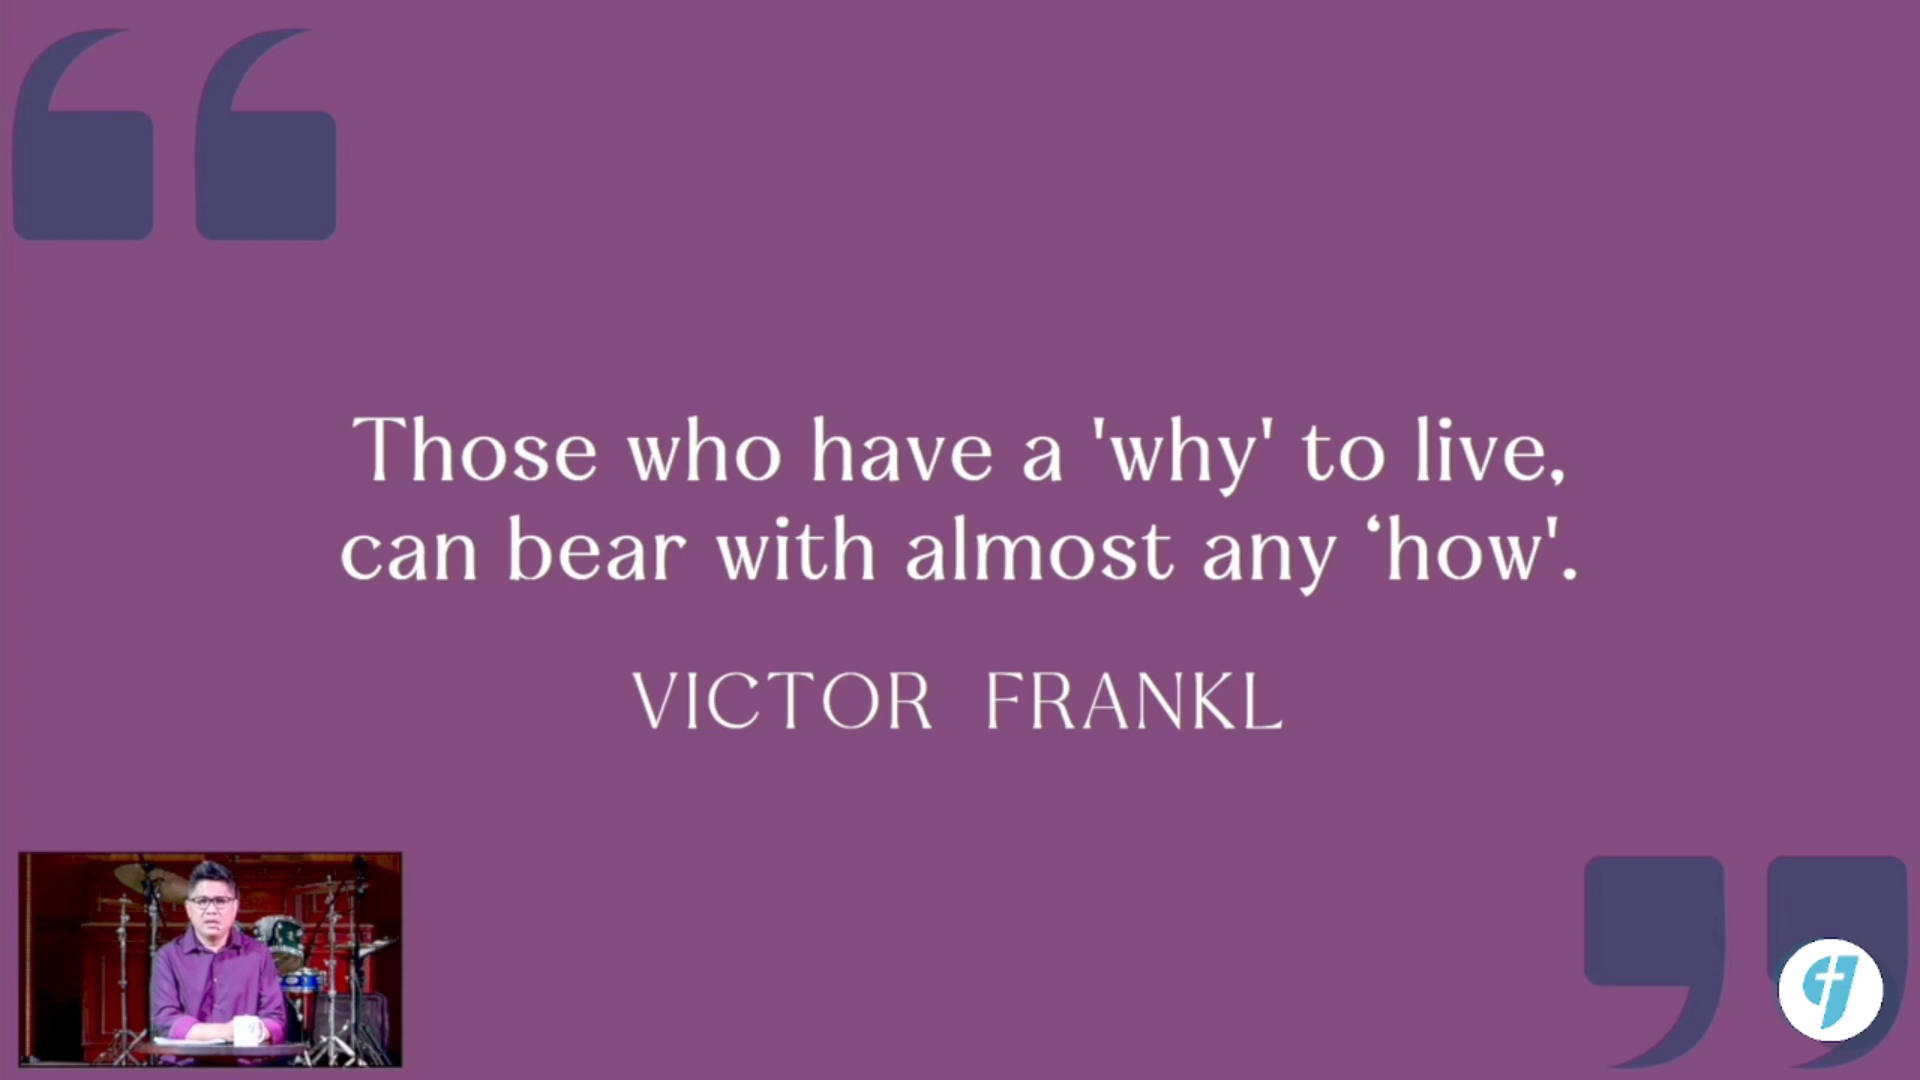 Those who have a 'why' to live,
can bear with almost any ‘how'.
VICTOR FRANKL